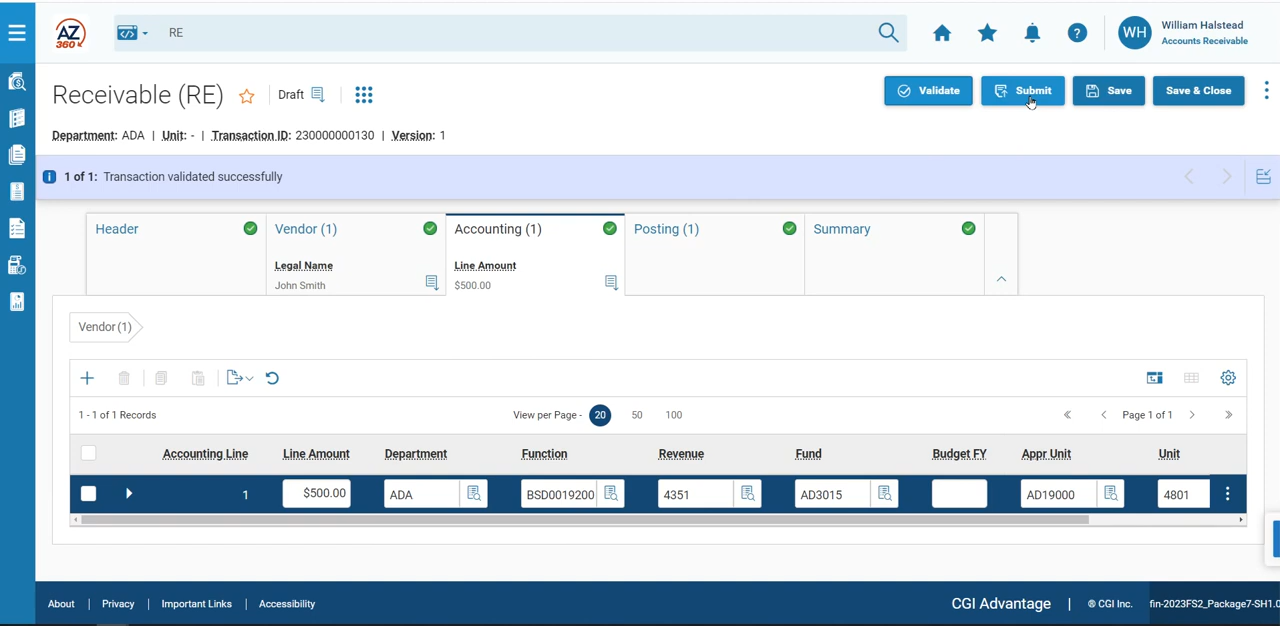 AZ
360
RE
WH
William Halstead
Accounts Receivable
Receivable (RE)
Draft
Validate
Submit
Save
Save & Close
Department: ADA | Unit: - | Transaction ID: 230000000130 | Version: 1
1 of 1: Transaction validated successfully
Header
Vendor (1)
Legal Name
John Smith
Accounting (1)
Line Amount
$500.00
Posting (1)
Summary
Vendor (1)
1 - 1 of 1 Records
View per Page - 20 50 100
Page 1 of 1
Accounting Line Line Amount Department Function Revenue Fund Budget FY Appr Unit Unit
1 $500.00 ADA BSD0019200 4351 AD3015 AD19000 4801
About | Privacy | Important Links | Accessibility
CGI Advantage | © CGI Inc. fin-2023FS2_Package7-SH1.0